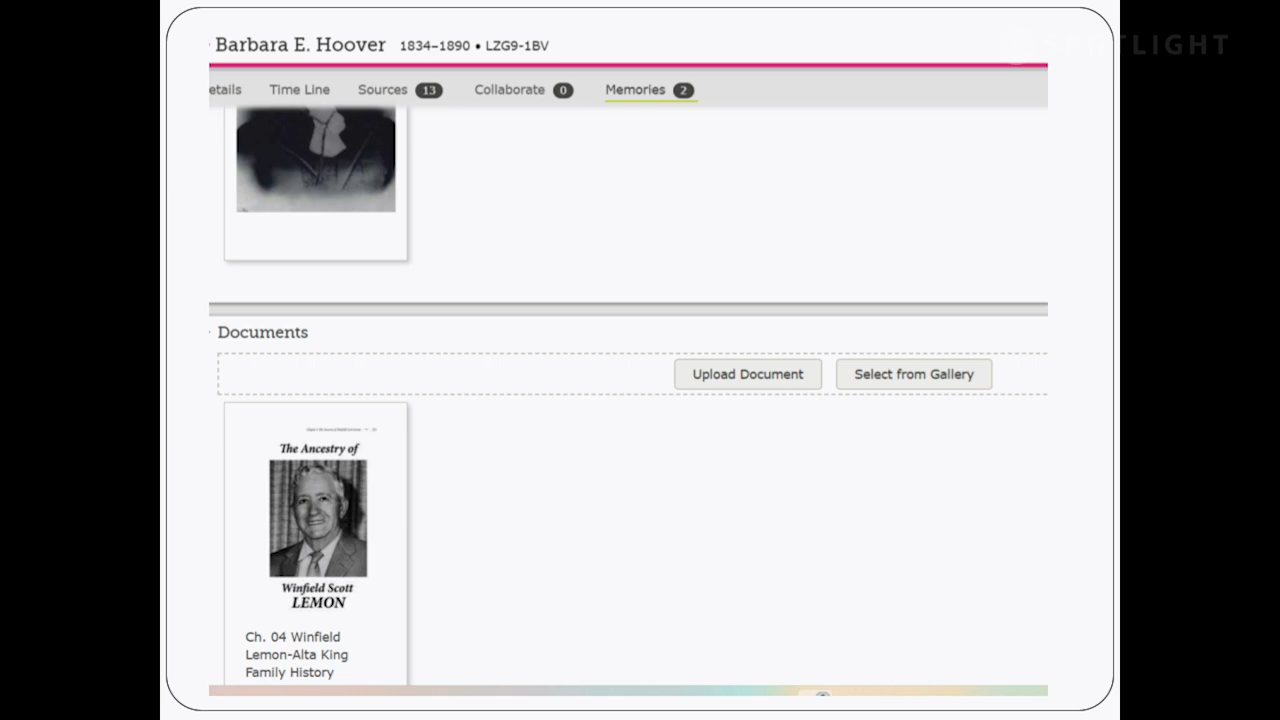 Barbara E. Hoover 1834–1890 • LZG9-1BV
etails Time Line Sources 13 Collaborate 0 Memories 2
Documents
Upload Document Select from Gallery
The Ancestry of
Winfield Scott
LEMON
Ch. 04 Winfield
Lemon-Alta King
Family History